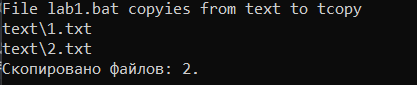 File lab1.bat copyies from text to tcopy
text\1.txt
text\2.txt
Скопировано файлов: 2.